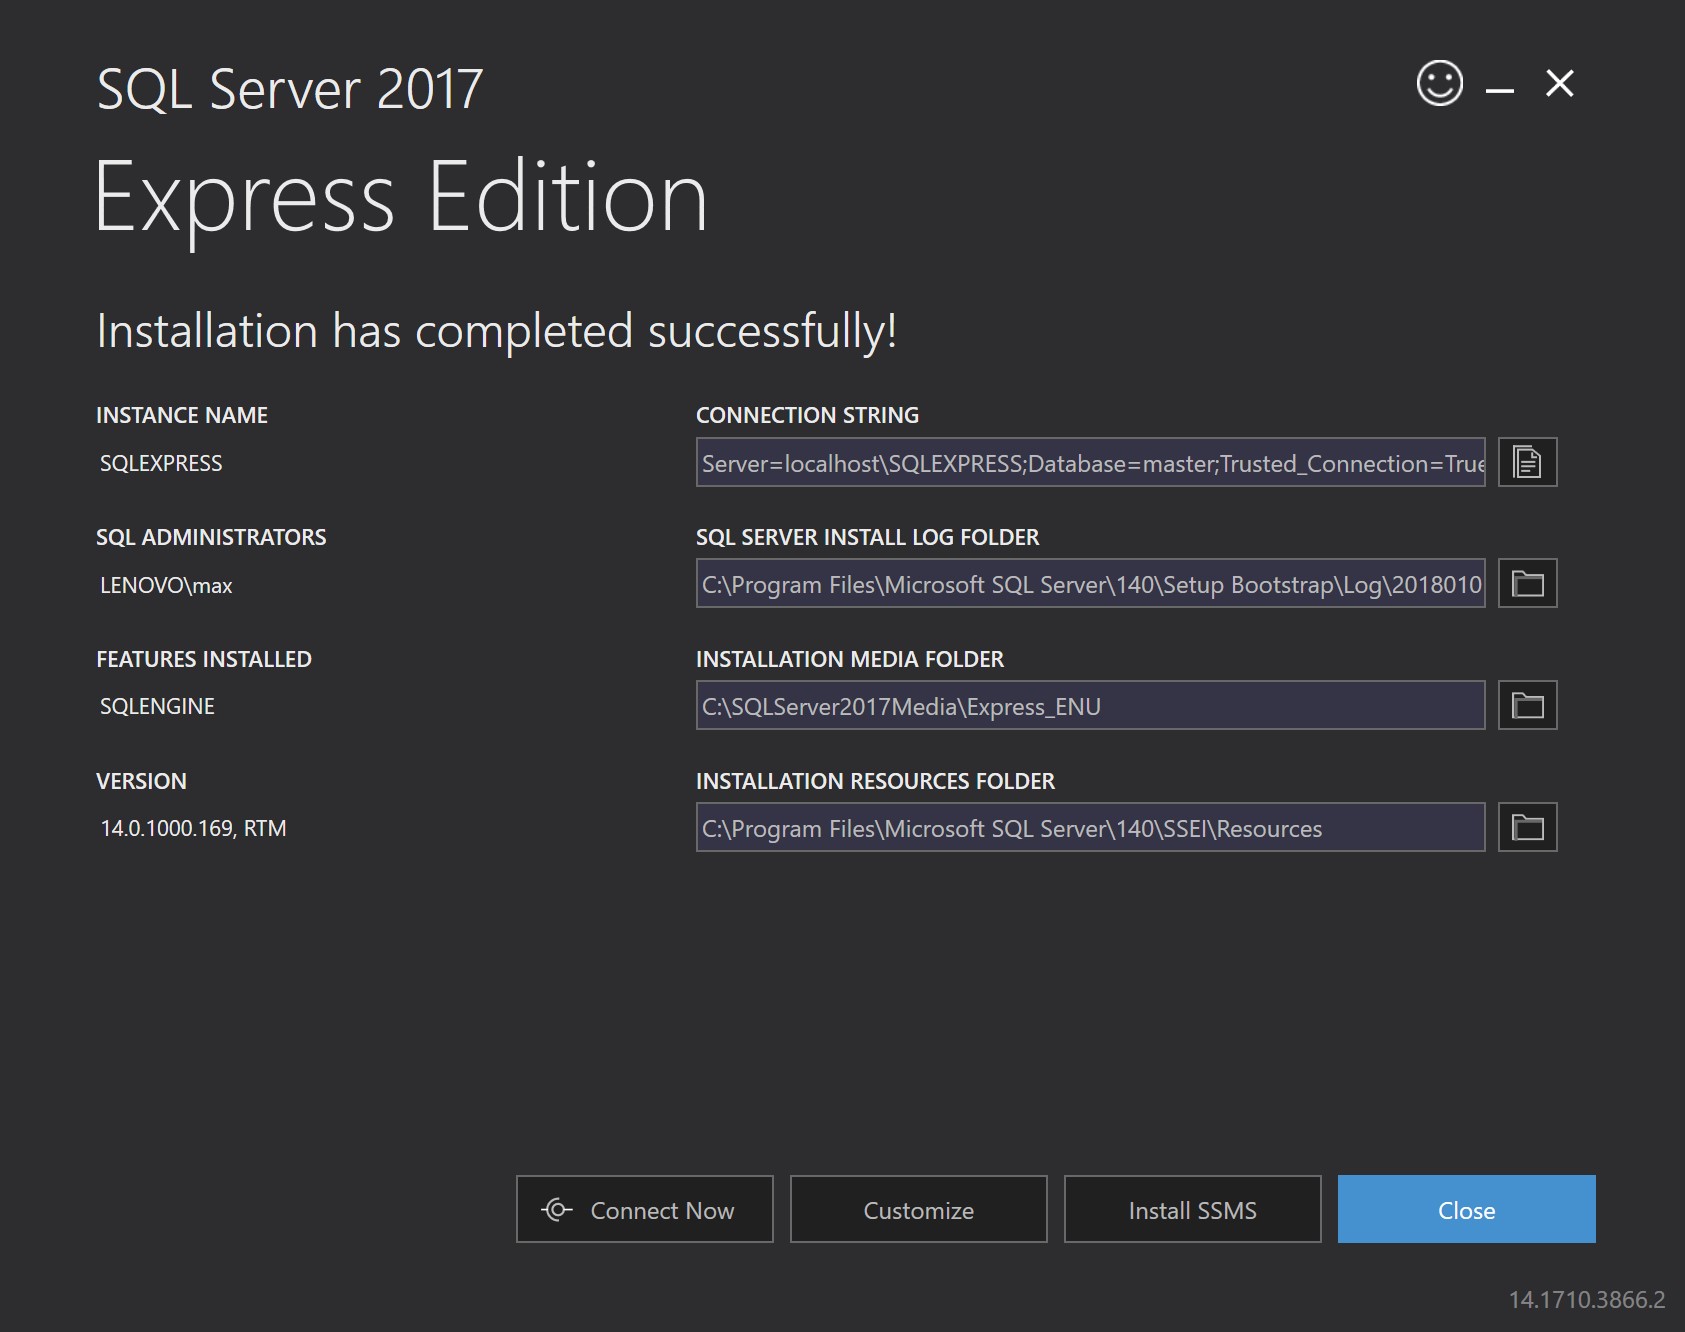 SQL Server 2017
Express Edition
Installation has completed successfully!
INSTANCE NAME
SQLEXPRESS
CONNECTION STRING
Server=localhost\SQLEXPRESS;Database=master;Trusted_Connection=True
SQL ADMINISTRATORS
LENOVO\max
SQL SERVER INSTALL LOG FOLDER
C:\Program Files\Microsoft SQL Server\140\Setup Bootstrap\Log\2018010
FEATURES INSTALLED
SQLENGINE
INSTALLATION MEDIA FOLDER
C:\SQLServer2017Media\Express_ENU
VERSION
14.0.1000.169, RTM
INSTALLATION RESOURCES FOLDER
C:\Program Files\Microsoft SQL Server\140\SSEI\Resources
Connect Now
Customize
Install SSMS
Close
14.1710.3866.2